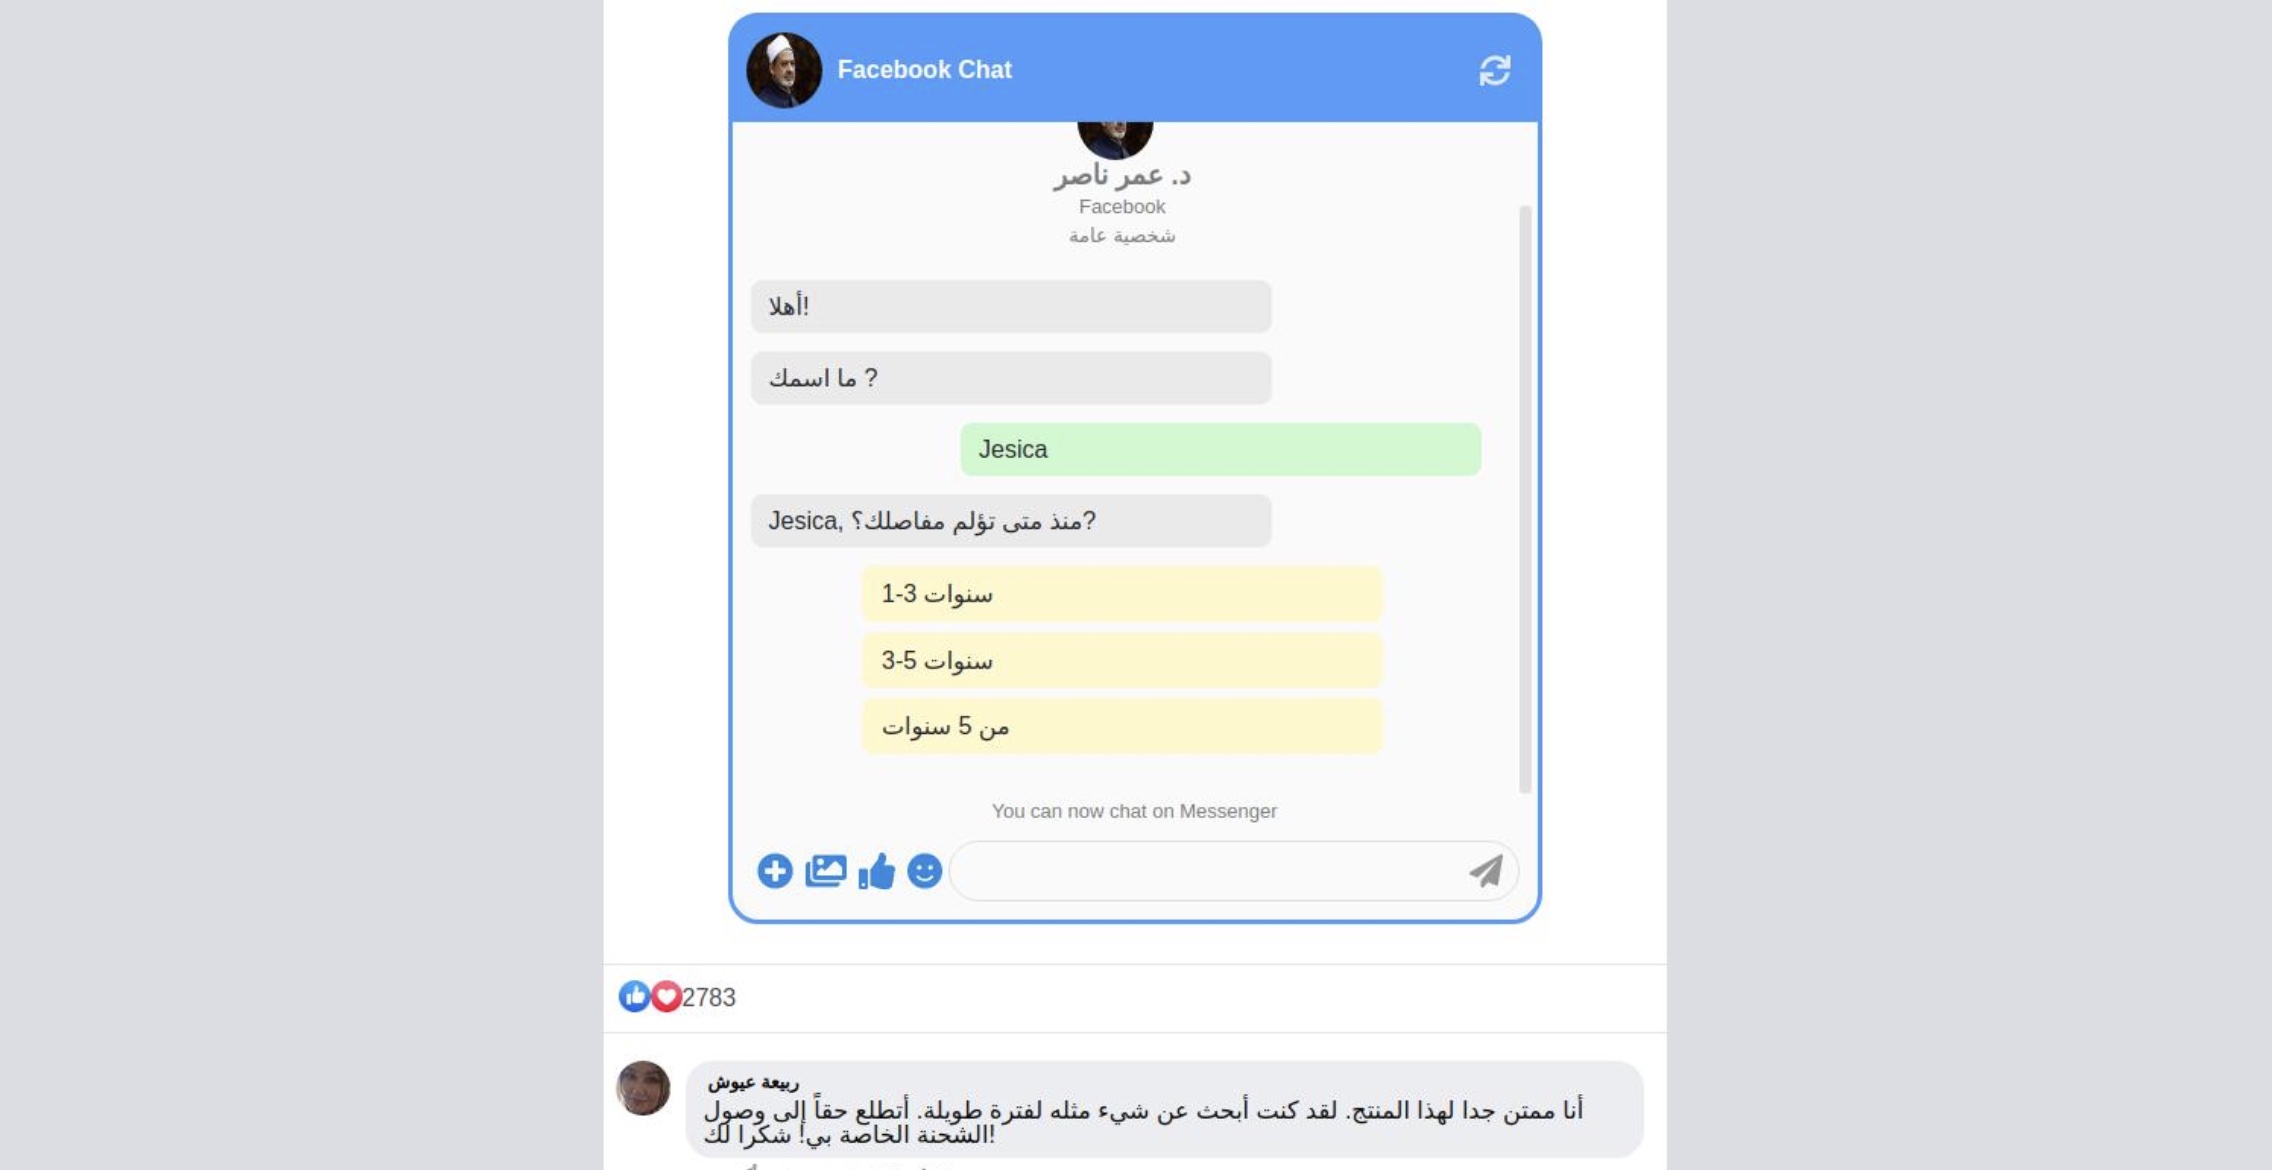 Facebook Chat
د. عمر ناصر
Facebook
شخصية عامة
أهلا!
ما اسمك ?
Jesica
Jesica, منذ متى تؤلم مفاصلك؟?
1-3 سنوات
3-5 سنوات
من 5 سنوات
You can now chat on Messenger
2783
ربيعة عيوش
أنا ممتن جدا لهذا المنتج. لقد كنت أبحث عن شيء مثله لفترة طويلة. أتطلع حقاً إلى وصول
الشحنة الخاصة بي! شكرا لك!